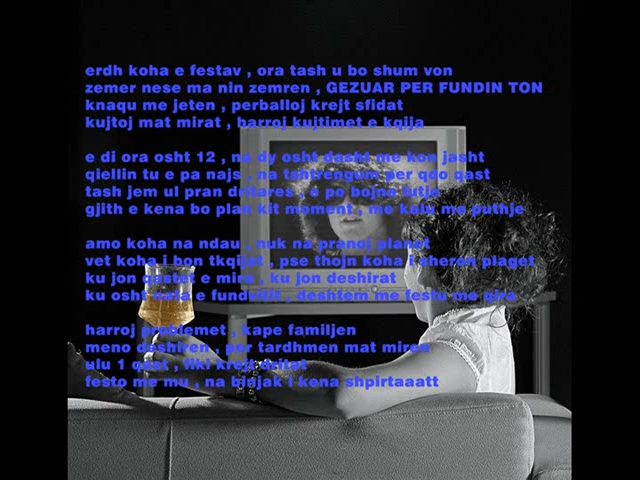 erdh koha e festav , ora tash u bo shum von
zemer nese ma nin zemren , GEZUAR PER FUNDIN TON
knaqu me jeten , perballoj krejt sfidat
kujtoj mat mirat , harroj kujtimet e kqija
e di ora osht 12 , na dy osht dasht me kon jasht
qiellin tu e pa najs , na tshtrengum per qdo qast
tash jem ul pran dritares , e po bojna lutje
gjith e kena bo plan kit moment , me kalu me puthje
amo koha na ndau , nuk na pranoj planet
vet koha i bon tkqijat , pse thojn koha i sheron plaget
ku jon qastet e mira , ku jon deshirat
ku osht nata e fundvitit , deshtem me festu me qira
harroj problemet , kape familjen
meno deshiren , per tardhmen mat miren
ulu 1 qast , fiki krejt dritat
festo me mu , na binjak i kena shpirtaaatt